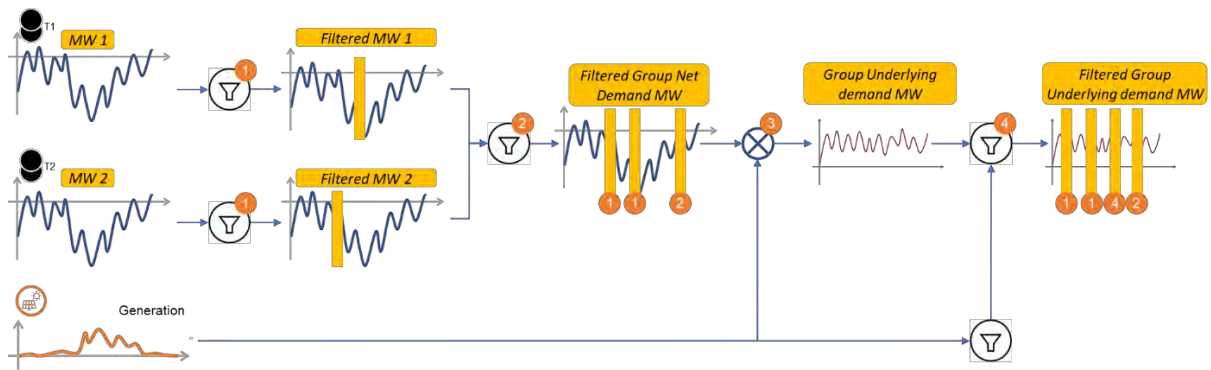 T1
MW 1
1
Filtered MW 1
T2
MW 2
1
Filtered MW 2
2
Filtered Group Net
Demand MW
1 1 2
3
Group Underlying
demand MW
4
Filtered Group
Underlying demand MW
1 1 4 2
Generation